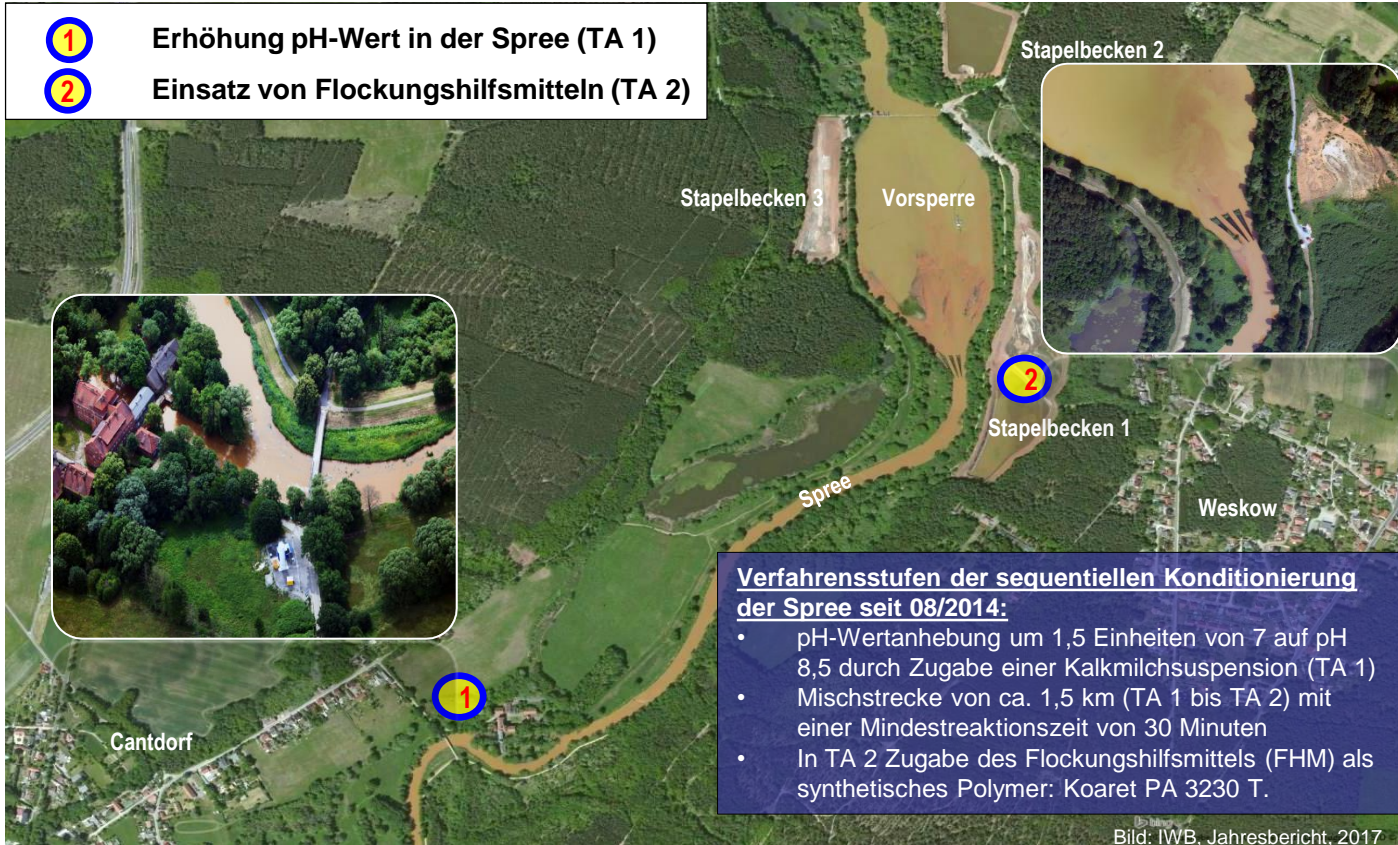 1 Erhöhung pH-Wert in der Spree (TA 1)
2 Einsatz von Flockungshilfsmitteln (TA 2)
Stapelbecken 2
Stapelbecken 3
Vorsperre
2
Stapelbecken 1
Spree
Weskow
1
Cantdorf
Verfahrensstufen der sequentiellen Konditionierung
der Spree seit 08/2014:
• pH-Wertanhebung um 1,5 Einheiten von 7 auf pH
8,5 durch Zugabe einer Kalkmilchsuspension (TA 1)
• Mischstrecke von ca. 1,5 km (TA 1 bis TA 2) mit
einer Mindestreaktionszeit von 30 Minuten
• In TA 2 Zugabe des Flockungshilfsmittels (FHM) als
synthetisches Polymer: Koaret PA 3230 T.
bing
Bild: IWB, Jahresbericht, 2017